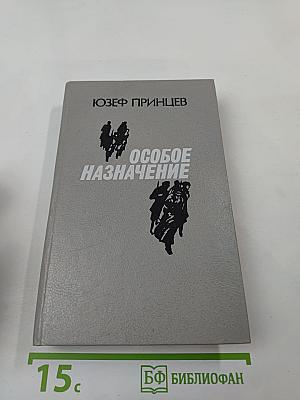 ЮЗЕФ ПРИНЦЕВ
ОСОБОЕ
НАЗНАЧЕНИЕ
15с
БФ БИБЛИОФАН